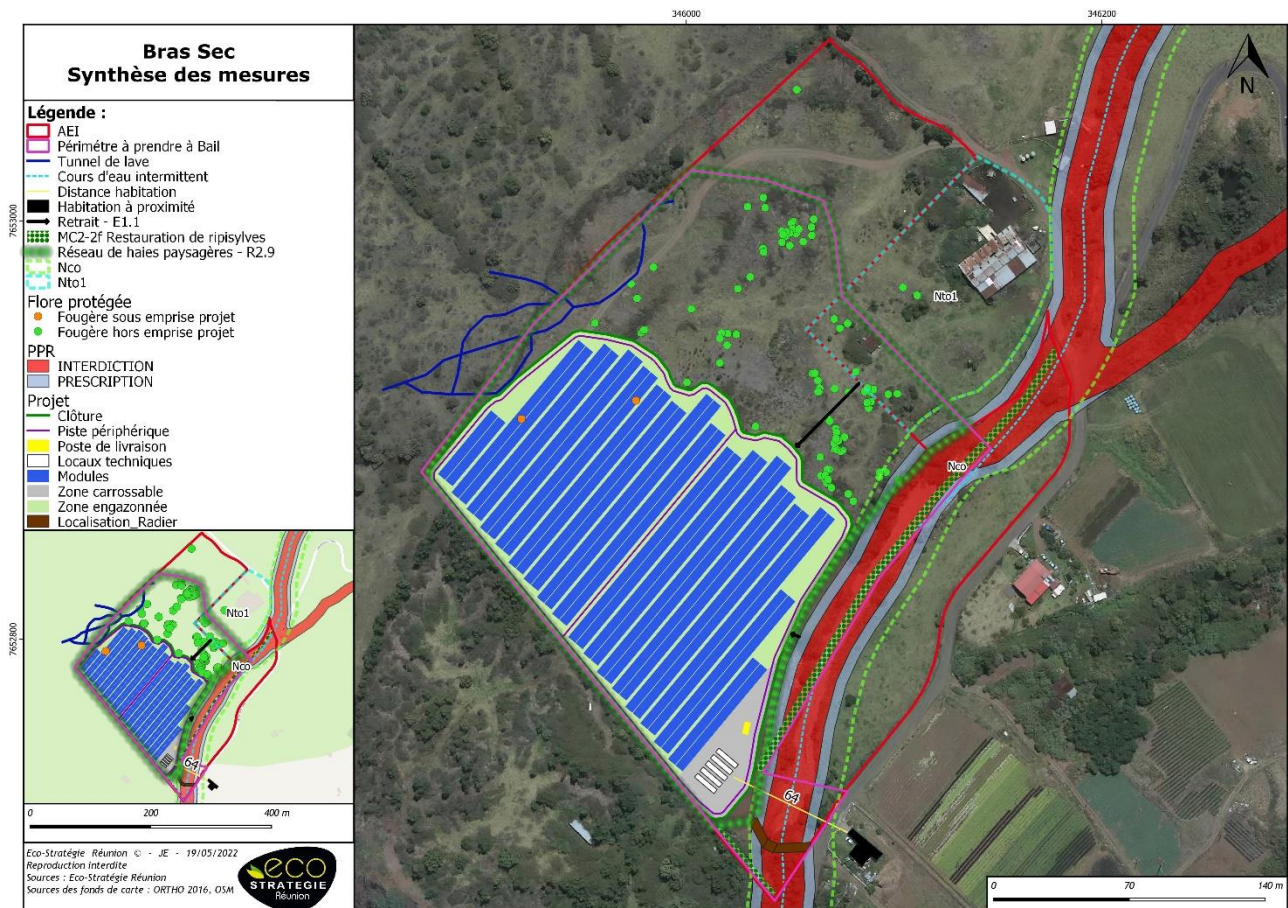 Bras Sec
Synthèse des mesures
Légende :
AEI
Périmétre à prendre à Bail
Tunnel de lave
Cours d'eau intermittent
Distance habitation
Habitation à proximité
Retrait - E1.1
MC2-2f Restauration de ripisylves
Réseau de haies paysagères - R2.9
Nco
Nto1
Flore protégée
Fougère sous emprise projet
Fougère hors emprise projet
PPR
INTERDICTION
PRESCRIPTION
Projet
Clôture
Piste périphérique
Poste de livraison
Locaux techniques
Modules
Zone carrossable
Zone engazonnée
Localisation_Radier
Nto1
Nco
64
0 200 400 m
Eco-Stratégie Réunion © - JE - 19/05/2022
Reproduction interdite
Sources : Eco-Stratégie Réunion
Sources des fonds de carte : ORTHO 2016, OSM
eco
STRATEGIE
Réunion
346000
346200
7653000
7652800
N
Nto1
Nco
64
0 70 140 m